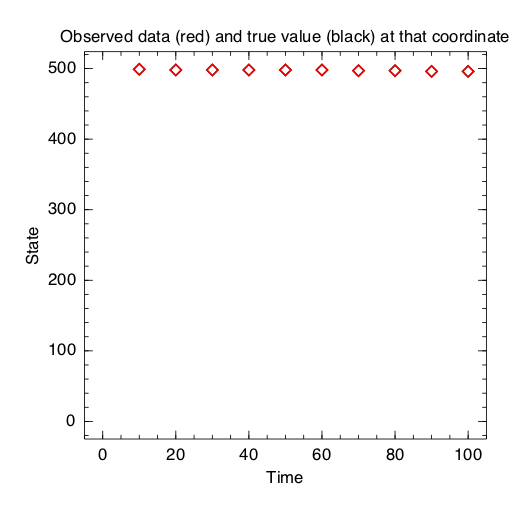 Observed data (red) and true value (black) at that coordinate
500
400
300
200
100
0
State
0 20 40 60 80 100
Time